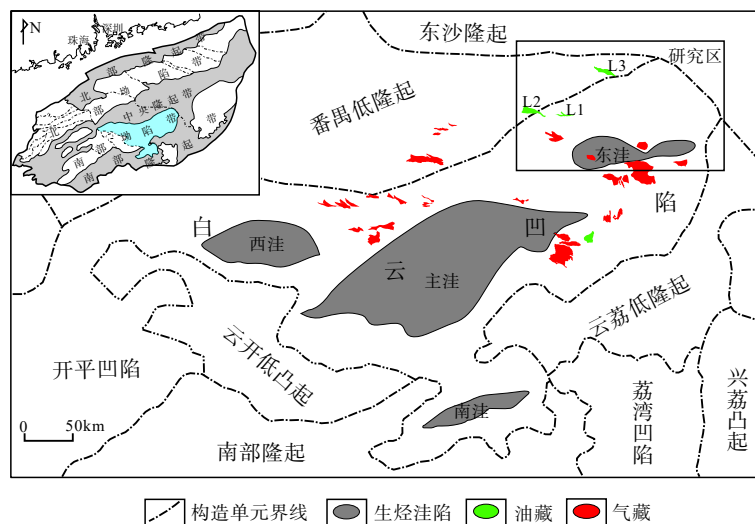 N
珠海
深圳
北部隆起带
北部坳陷带
中央隆起带
南部坳陷带
南部隆起
东沙隆起
研究区
L3
L2
L1
番禺低隆起
东洼
白云凹陷
西洼
主洼
云荔低隆起
云开低凸起
开平凹陷
南洼
荔湾凹陷
兴荔凸起
南部隆起
0 50km
构造单元界线 生烃洼陷 油藏 气藏